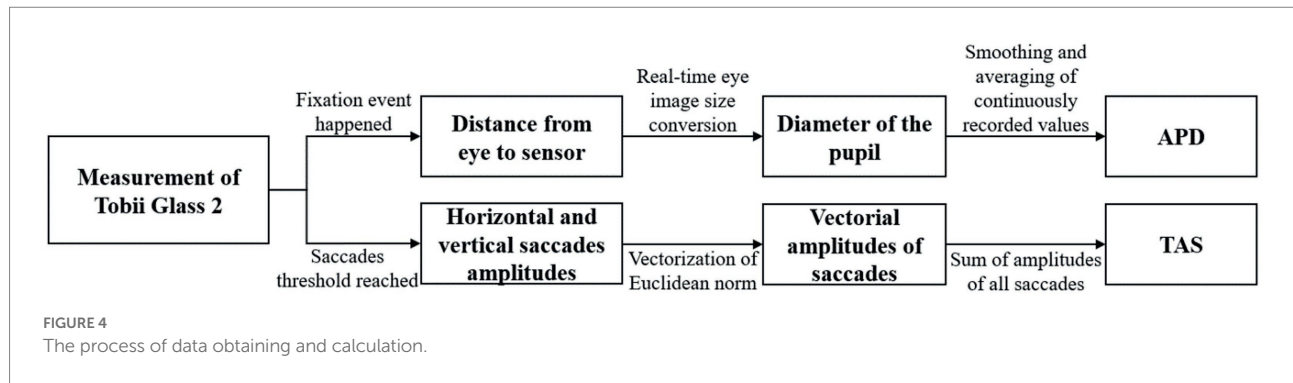 Measurement of
Tobii Glass 2
Fixation event
happened
Distance from
eye to sensor
Real-time eye
image size
conversion
Diameter of the
pupil
Smoothing and
averaging of
continuously
recorded values
APD
Saccades
threshold reached
Horizontal and
vertical saccades
amplitudes
Vectorization of
Euclidean norm
Vectorial
amplitudes of
saccades
Sum of amplitudes
of all saccades
TAS
FIGURE 4
The process of data obtaining and calculation.